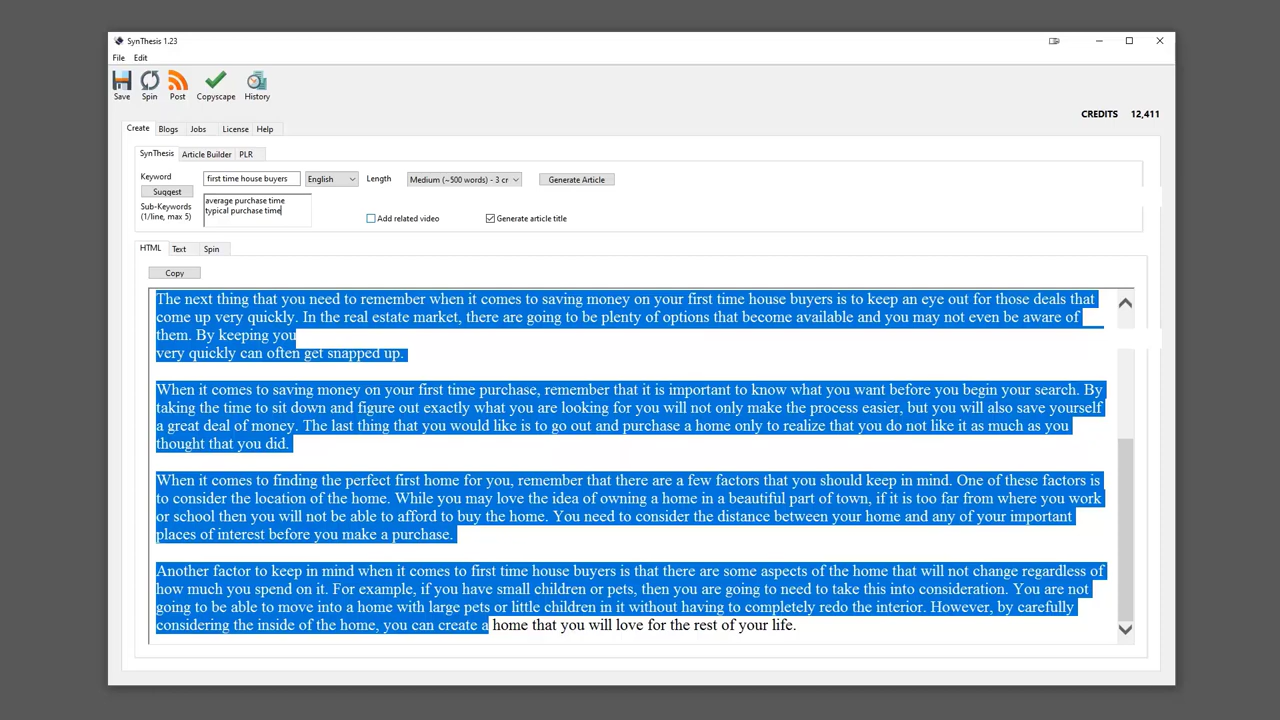 SynThesis 1.23
File Edit
Save Spin Post Copyscape History
CREDITS 12,411
Create Blogs Jobs License Help
SynThesis Article Builder PLR
Keyword first time house buyers English Length Medium (~500 words) - 3 cr Generate Article
Suggest
Sub-Keywords
(1/line, max 5)
average purchase time
typical purchase time
Add related video Generate article title
HTML Text Spin
Copy
The next thing that you need to remember when it comes to saving money on your first time house buyers is to keep an eye out for those deals that
come up very quickly. In the real estate market, there are going to be plenty of options that become available and you may not even be aware of
them. By keeping you
very quickly can often get snapped up.
When it comes to saving money on your first time purchase, remember that it is important to know what you want before you begin your search. By
taking the time to sit down and figure out exactly what you are looking for you will not only make the process easier, but you will also save yourself
a great deal of money. The last thing that you would like is to go out and purchase a home only to realize that you do not like it as much as you
thought that you did.
When it comes to finding the perfect first home for you, remember that there are a few factors that you should keep in mind. One of these factors is
to consider the location of the home. While you may love the idea of owning a home in a beautiful part of town, if it is too far from where you work
or school then you will not be able to afford to buy the home. You need to consider the distance between your home and any of your important
places of interest before you make a purchase.
Another factor to keep in mind when it comes to first time house buyers is that there are some aspects of the home that will not change regardless of
how much you spend on it. For example, if you have small children or pets, then you are going to need to take this into consideration. You are not
going to be able to move into a home with large pets or little children in it without having to completely redo the interior. However, by carefully
considering the inside of the home, you can create a home that you will love for the rest of your life.